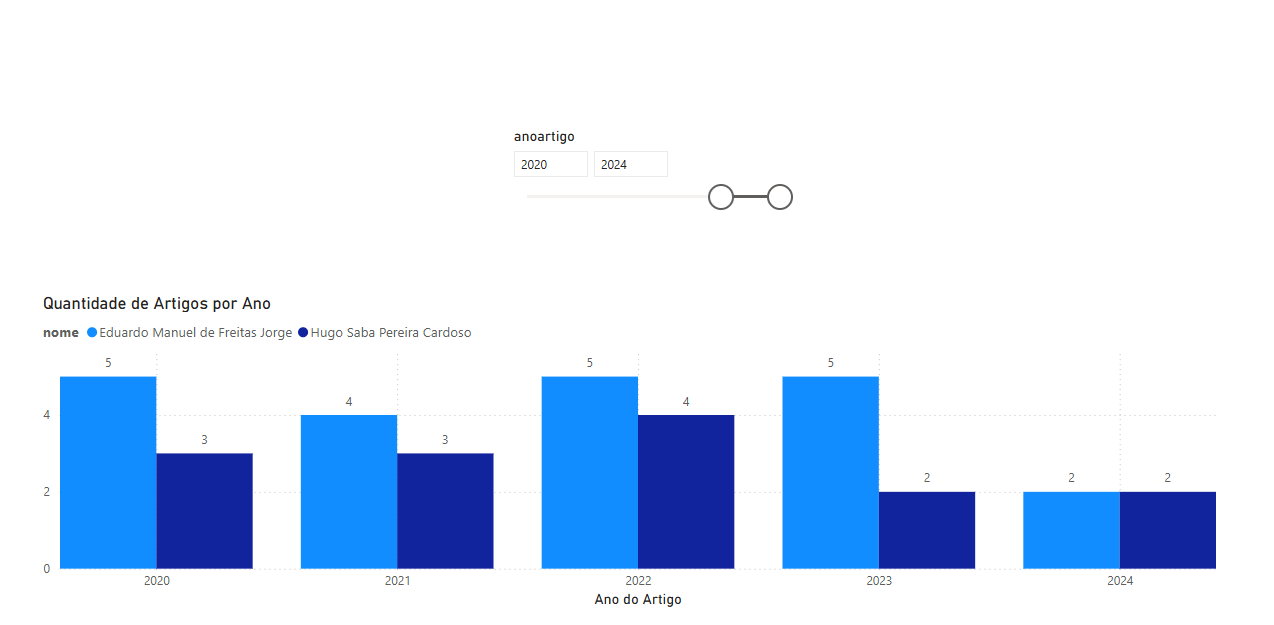 anoartigo
2020 2024
Quantidade de Artigos por Ano
nome Eduardo Manuel de Freitas Jorge Hugo Saba Pereira Cardoso
5 3 4 3 5 4 5 2 2 2
4
2
0
2020 2021 2022 2023 2024
Ano do Artigo